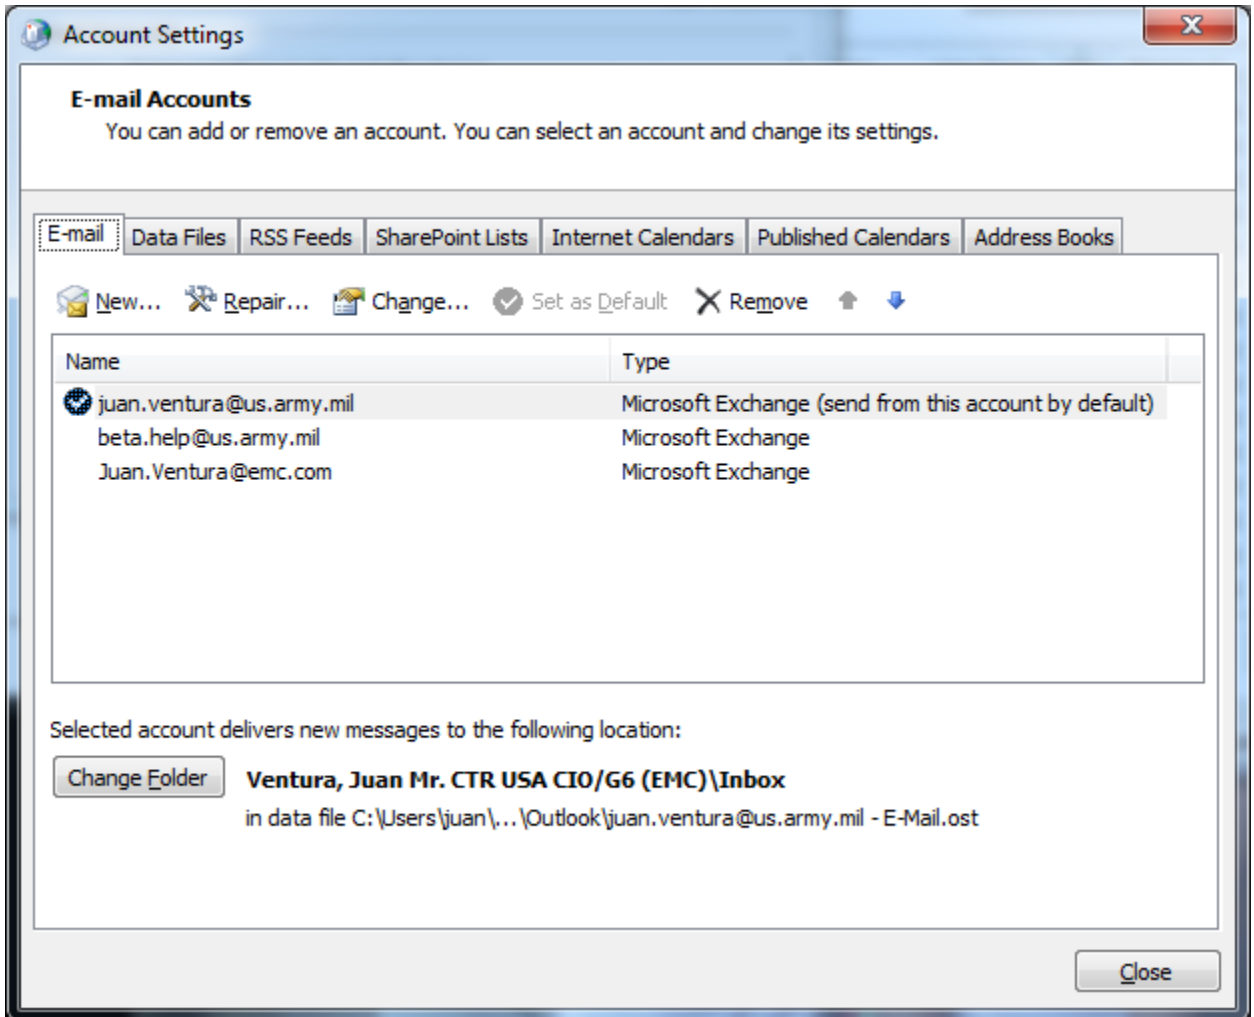 Account Settings
E-mail Accounts
You can add or remove an account. You can select an account and change its settings.
E-mail Data Files RSS Feeds SharePoint Lists Internet Calendars Published Calendars Address Books
New... Repair... Change... Set as Default Remove
Name Type
juan.ventura@us.army.mil Microsoft Exchange (send from this account by default)
beta.help@us.army.mil Microsoft Exchange
Juan.Ventura@emc.com Microsoft Exchange
Selected account delivers new messages to the following location:
Change Folder Ventura, Juan Mr. CTR USA CIO/G6 (EMC)\Inbox
in data file C:\Users\juan\...\Outlook\juan.ventura@us.army.mil - E-Mail.ost
Close